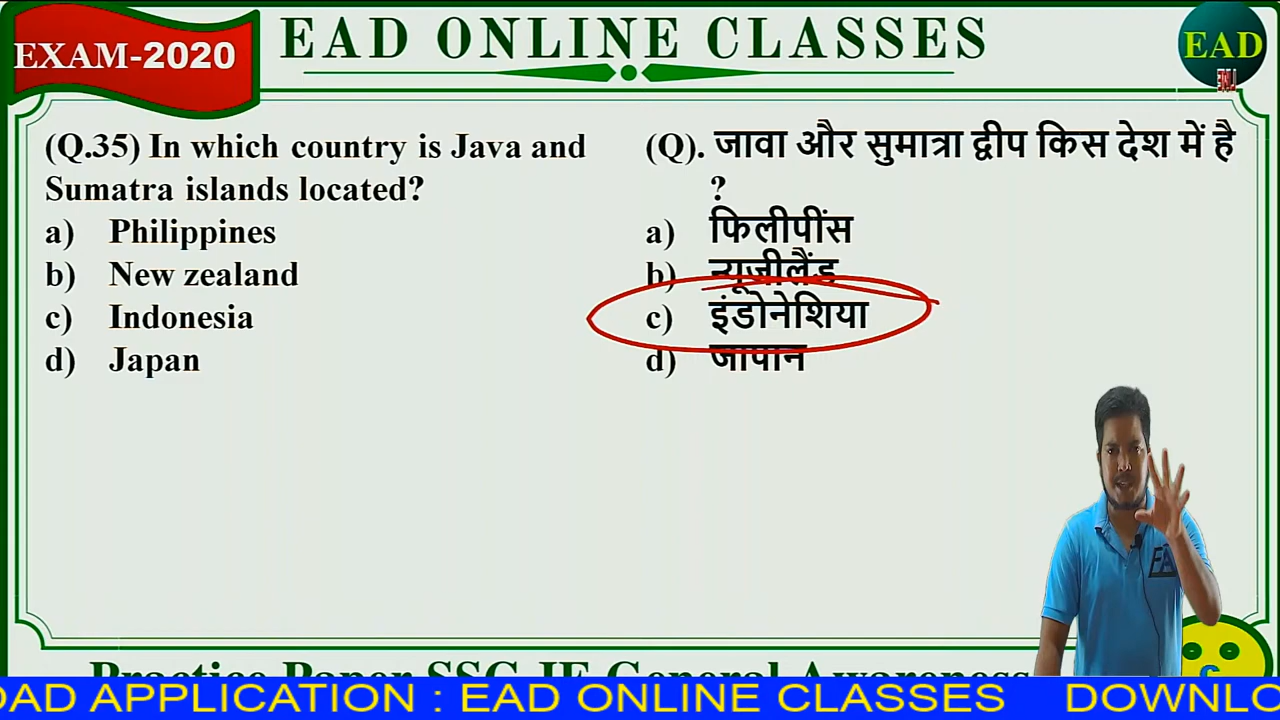 EXAM-2020
EAD ONLINE CLASSES
EAD
(Q.35) In which country is Java and
Sumatra islands located?
a) Philippines
b) New zealand
c) Indonesia
d) Japan
(Q). जावा और सुमात्रा द्वीप किस देश में है
?
a) फिलीपींस
b) न्यूजीलैंड
c) इंडोनेशिया
d) जापान
Practice Paper SSC JE General Awareness
OAD APPLICATION : EAD ONLINE CLASSES DOWNLO